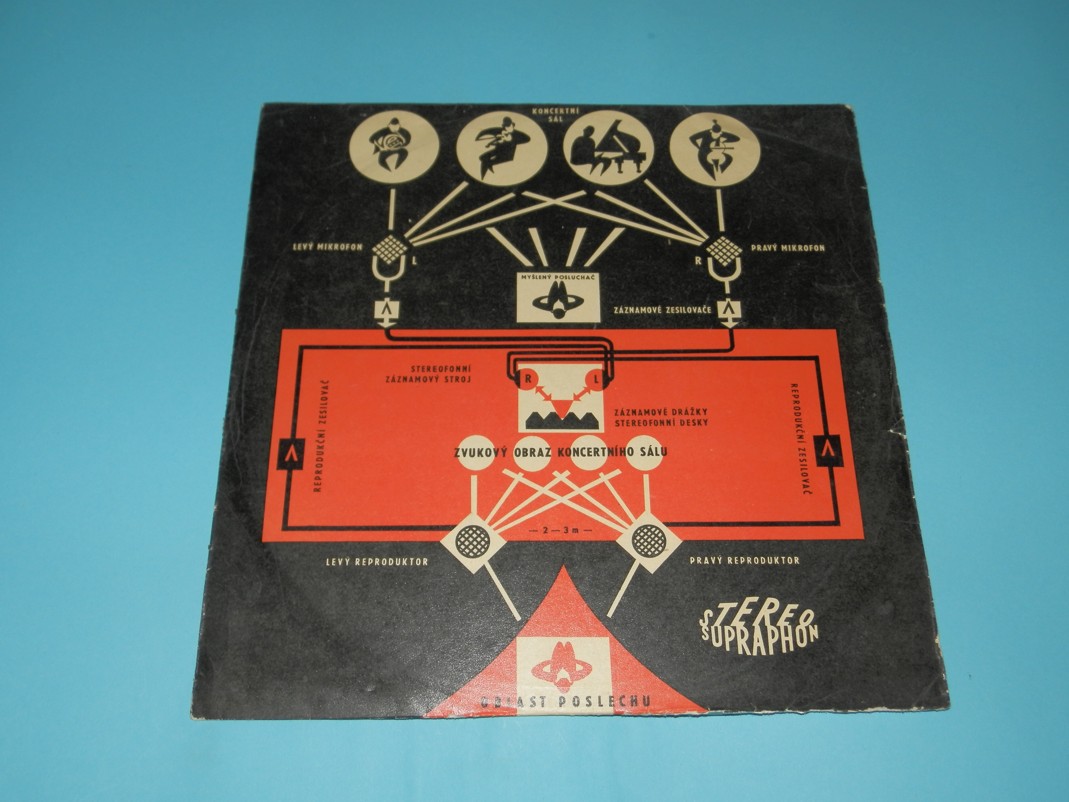 KONCERTNÍ
SÁL
LEVÝ MIKROFON
L
R
PRAVÝ MIKROFON
MYŠLENÝ POSLUCHAČ
ZÁZNAMOVÉ ZESILOVAČE
STEREOFONNÍ
ZÁZNAMOVÝ STROJ
R
L
ZÁZNAMOVÉ DRÁŽKY
STEREOFONNÍ DESKY
REPRODUKČNÍ ZESILOVAČ
REPRODUKČNÍ ZESILOVAČ
ZVUKOVÝ OBRAZ KONCERTNÍHO SÁLU
— 2 — 3 m —
LEVÝ REPRODUKTOR
PRAVÝ REPRODUKTOR
STEREO
SUPRAPHON
OBLAST POSLECHU